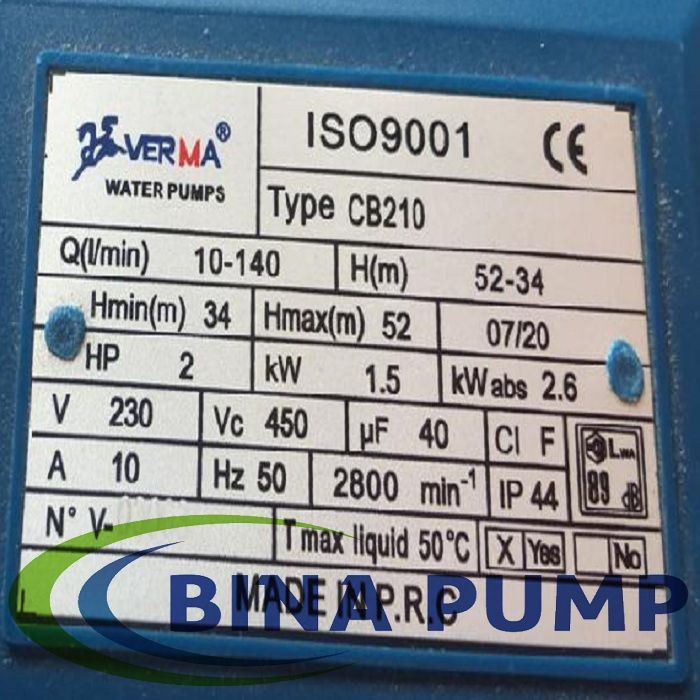 VERMA®
WATER PUMPS
ISO9001 CE
Type CB210
Q(l/min) 10-140 H(m) 52-34
Hmin(m) 34 Hmax(m) 52 07/20
HP 2 kW 1.5 kW abs 2.6
V 230 Vc 450 µF 40 Cl F
LWA
89 dB
A 10 Hz 50 2800 min⁻¹ IP 44
N° V- T max liquid 50°C X Yes No
MADE IN P.R.C
BINA PUMP